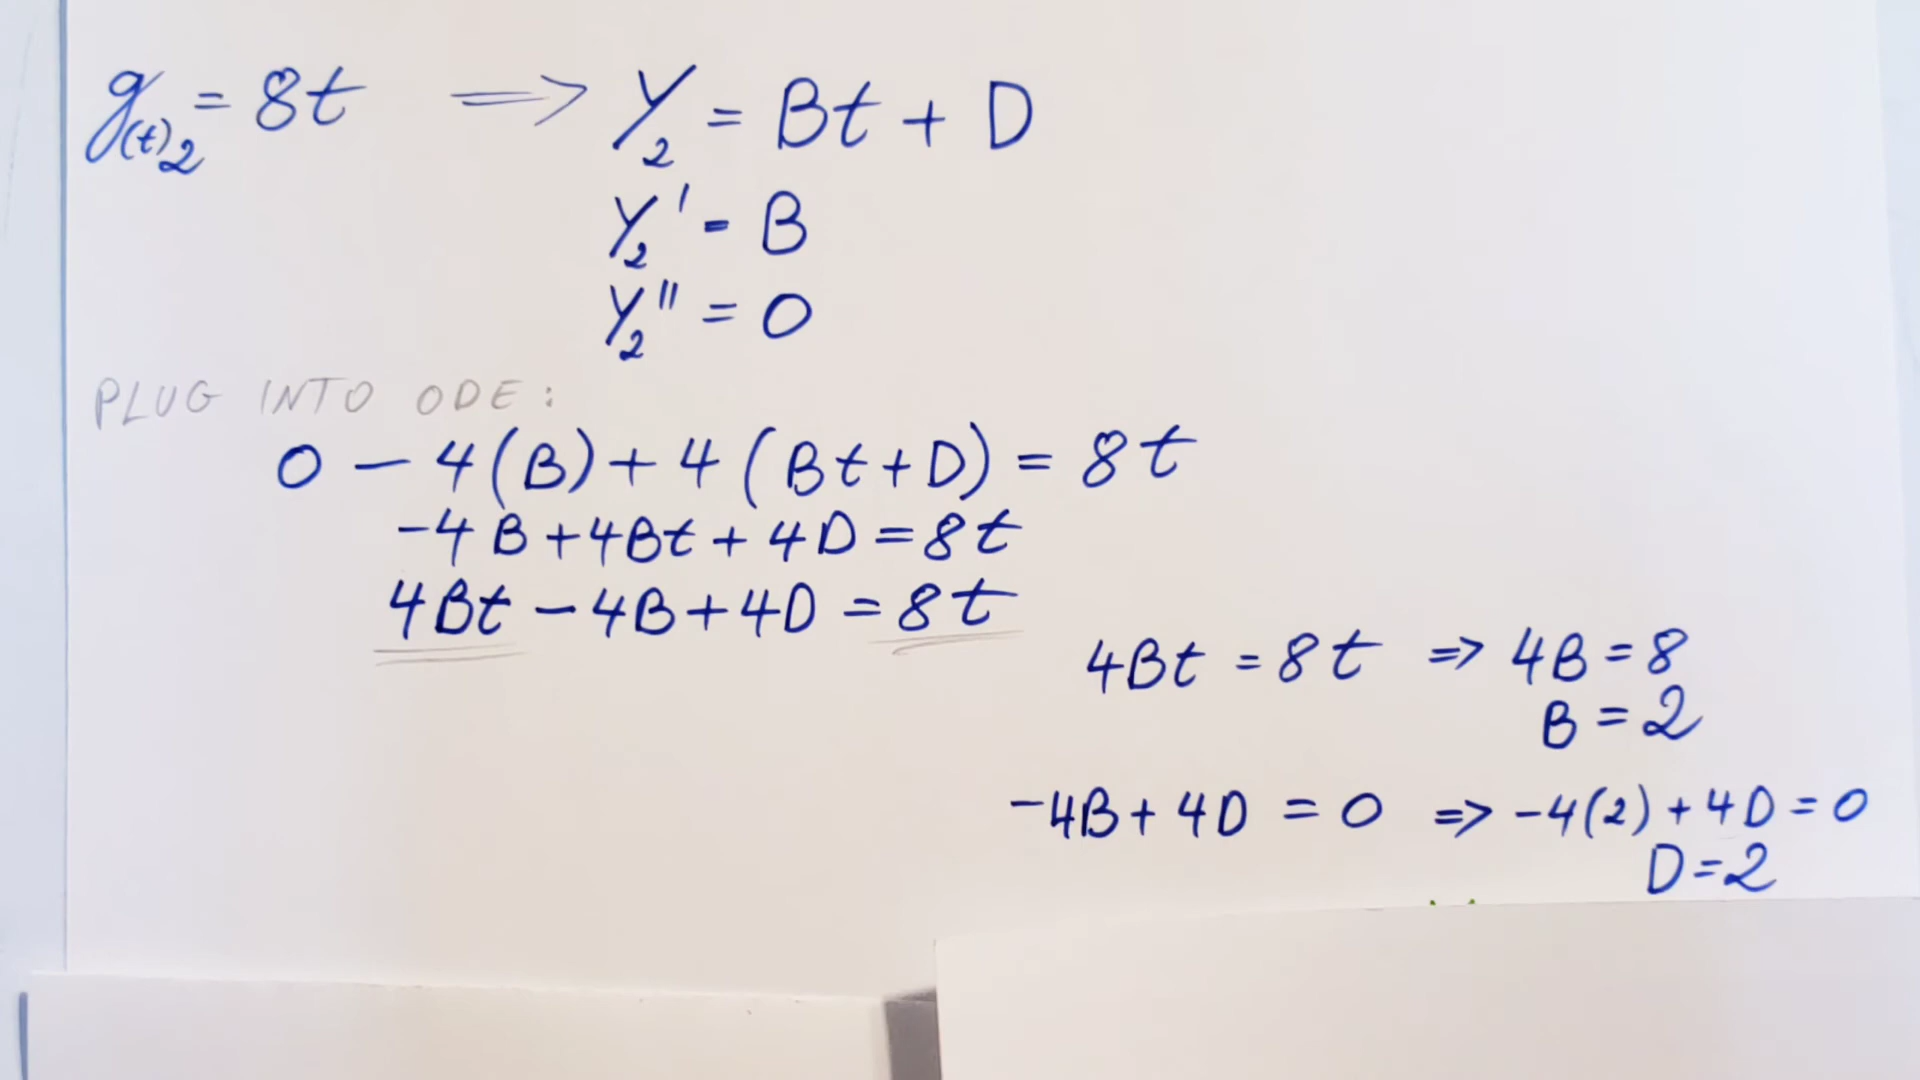 g(t)₂ = 8t ⟹ Y₂ = Bt + D
Y₂' = B
Y₂'' = 0
PLUG INTO ODE:
0 − 4(B) + 4(Bt + D) = 8t
−4B + 4Bt + 4D = 8t
4Bt − 4B + 4D = 8t
4Bt = 8t ⇒ 4B = 8
B = 2
−4B + 4D = 0 ⇒ −4(2) + 4D = 0
D = 2